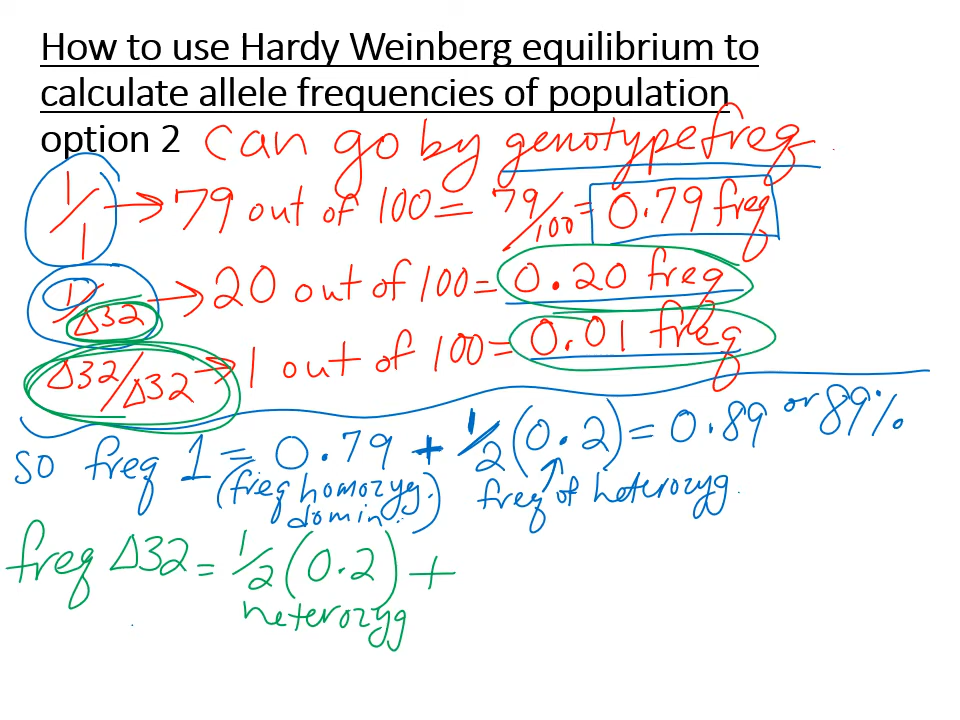 How to use Hardy Weinberg equilibrium to
calculate allele frequencies of population
option 2 can go by genotype freq
1/1 → 79 out of 100 = 79/100 = 0.79 freq
1/Δ32 → 20 out of 100 = 0.20 freq
Δ32/Δ32 → 1 out of 100 = 0.01 freq
so freq 1 = 0.79 + 1/2 (0.2) = 0.89 or 89%
(freq homozyg. domin.) freq of heterozyg.
freq Δ32 = 1/2 (0.2) +
heterozyg